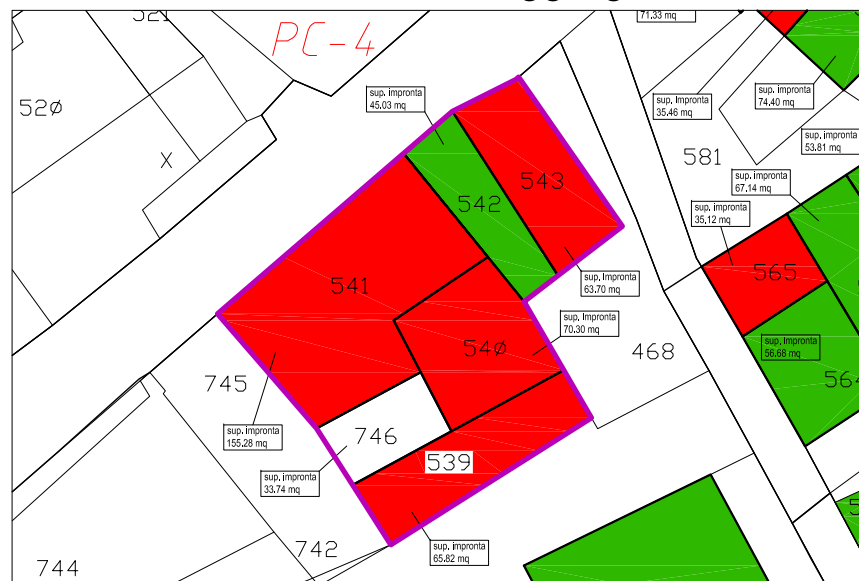 PC-4
71.33 mq
52Ø
X
sup. impronta
45.03 mq
sup. Impronta
35.46 mq
sup. impronta
74.40 mq
sup. impronta
53.81 mq
581
sup. impronta
67.14 mq
543
542
sup. impronta
35.12 mq
565
541
sup. Impronta
63.70 mq
sup. impronta
70.30 mq
54Ø
468
sup. Impronta
56.68 mq
564
745
sup. impronta
155.28 mq
746
539
sup. impronta
33.74 mq
sup. impronta
65.82 mq
742
744